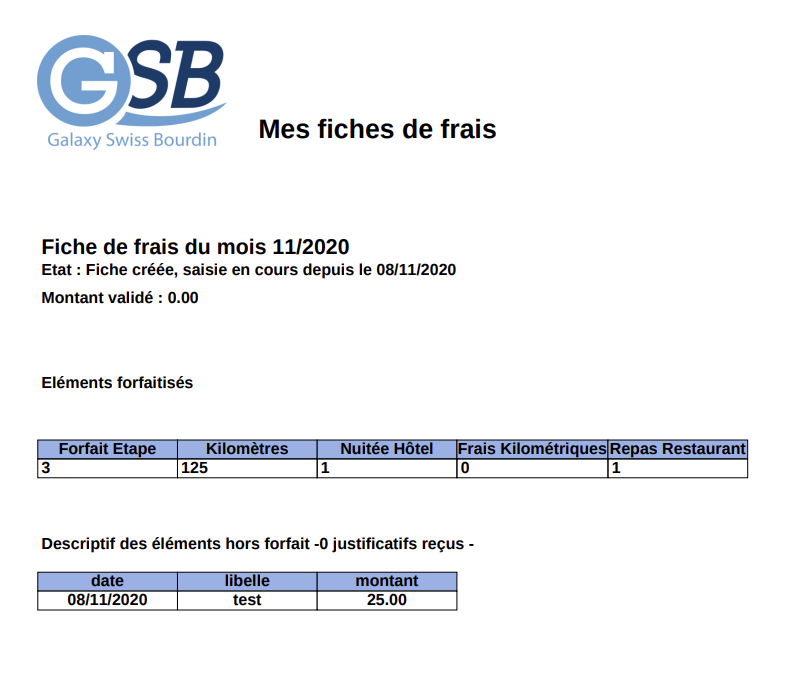 GSB
Galaxy Swiss Bourdin
Mes fiches de frais
Fiche de frais du mois 11/2020
Etat : Fiche créée, saisie en cours depuis le 08/11/2020
Montant validé : 0.00
Eléments forfaitisés
Forfait Etape Kilomètres Nuitée Hôtel Frais Kilométriques Repas Restaurant
3 125 1 0 1
Descriptif des éléments hors forfait -0 justificatifs reçus -
date libelle montant
08/11/2020 test 25.00